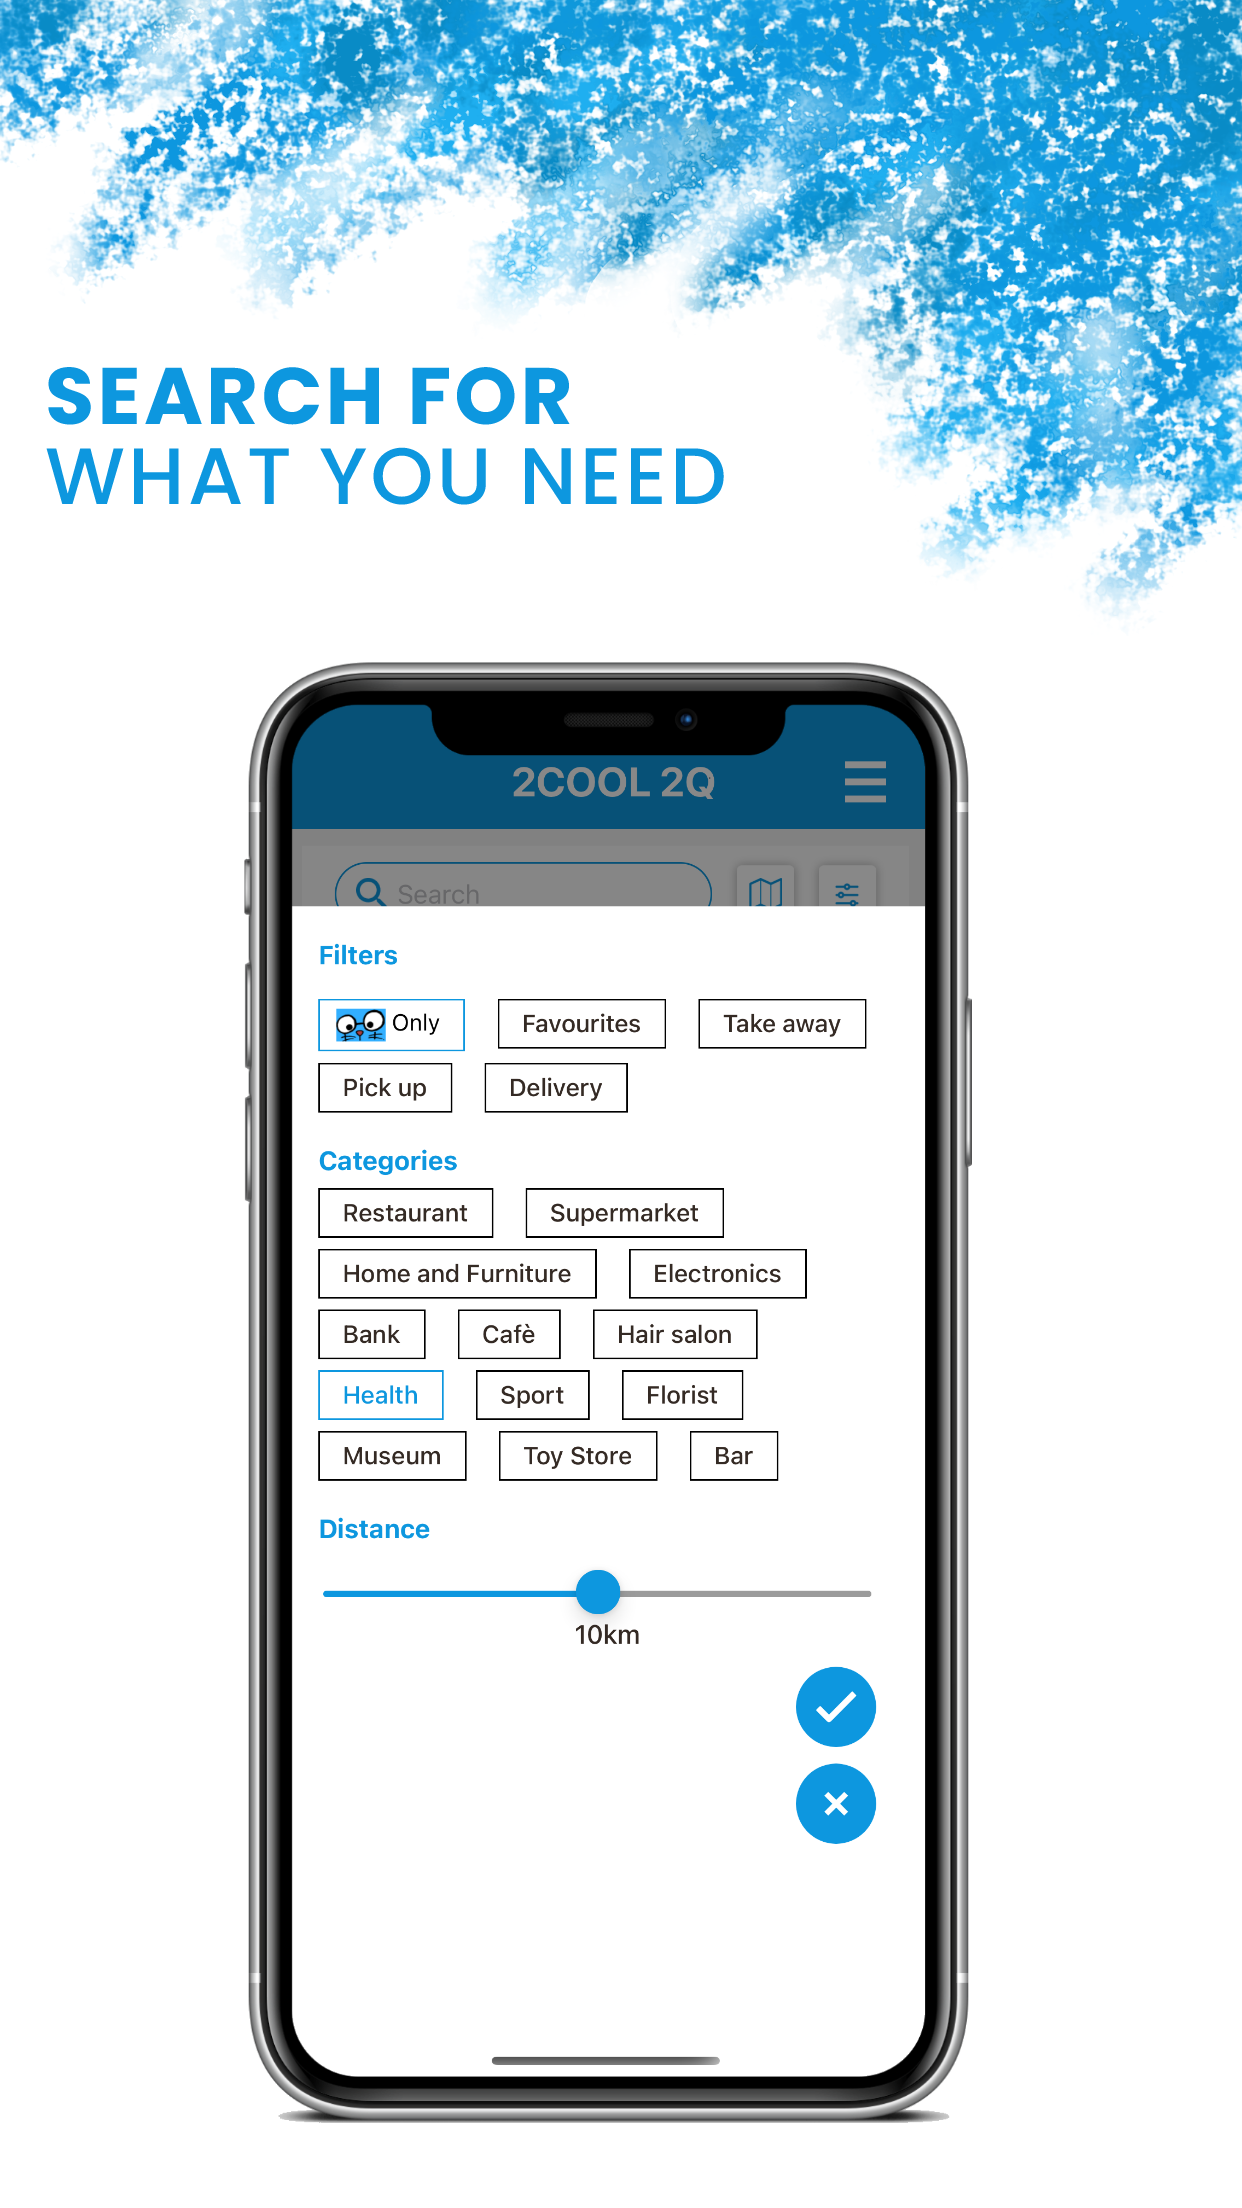 SEARCH FOR
WHAT YOU NEED
2COOL 2Q
Search
Filters
Only Favourites Take away
Pick up Delivery
Categories
Restaurant Supermarket
Home and Furniture Electronics
Bank Cafè Hair salon
Health Sport Florist
Museum Toy Store Bar
Distance
10km